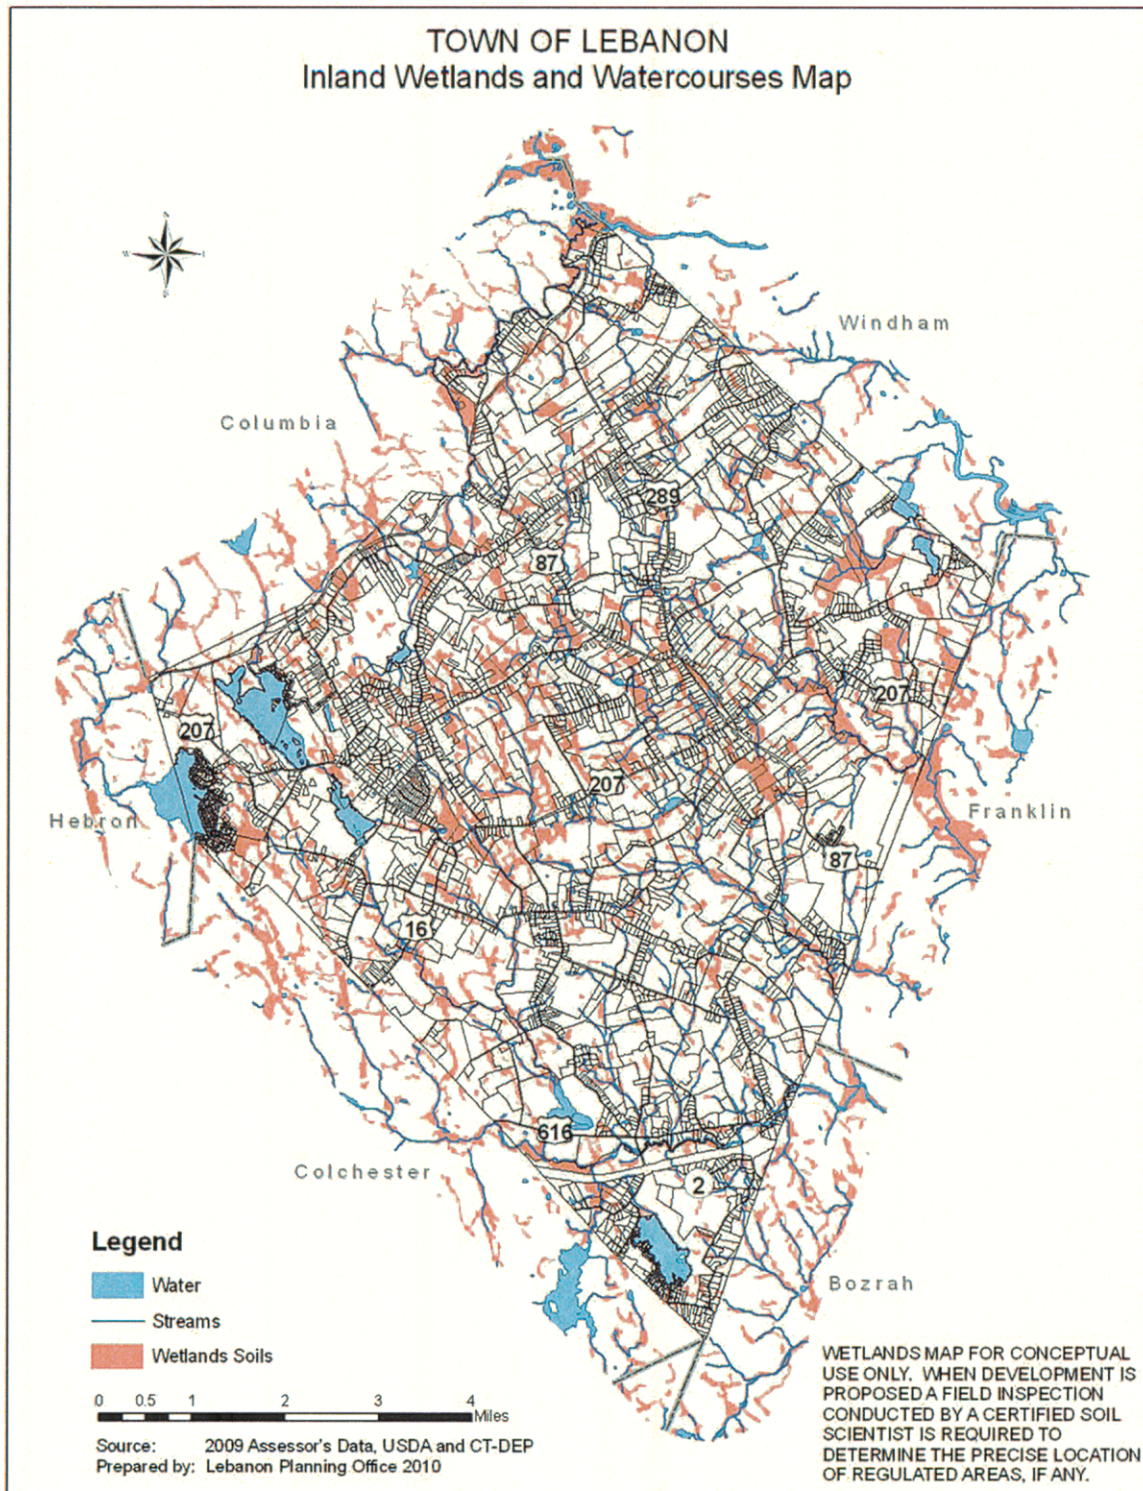 TOWN OF LEBANON
Inland Wetlands and Watercourses Map
N
W
S
Windham
Columbia
289
87
207
207
207
Hebron
Franklin
87
16
616
Colchester
2
Bozrah
Legend
Water
Streams
Wetlands Soils
0 0.5 1 2 3 4
Miles
Source: 2009 Assessor's Data, USDA and CT-DEP
Prepared by: Lebanon Planning Office 2010
WETLANDS MAP FOR CONCEPTUAL
USE ONLY. WHEN DEVELOPMENT IS
PROPOSED A FIELD INSPECTION
CONDUCTED BY A CERTIFIED SOIL
SCIENTIST IS REQUIRED TO
DETERMINE THE PRECISE LOCATION
OF REGULATED AREAS, IF ANY.